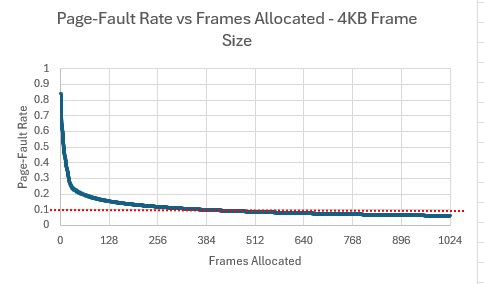 Page-Fault Rate vs Frames Allocated - 4KB Frame
Size
Page-Fault Rate
1
0.9
0.8
0.7
0.6
0.5
0.4
0.3
0.2
0.1
0
0 128 256 384 512 640 768 896 1024
Frames Allocated